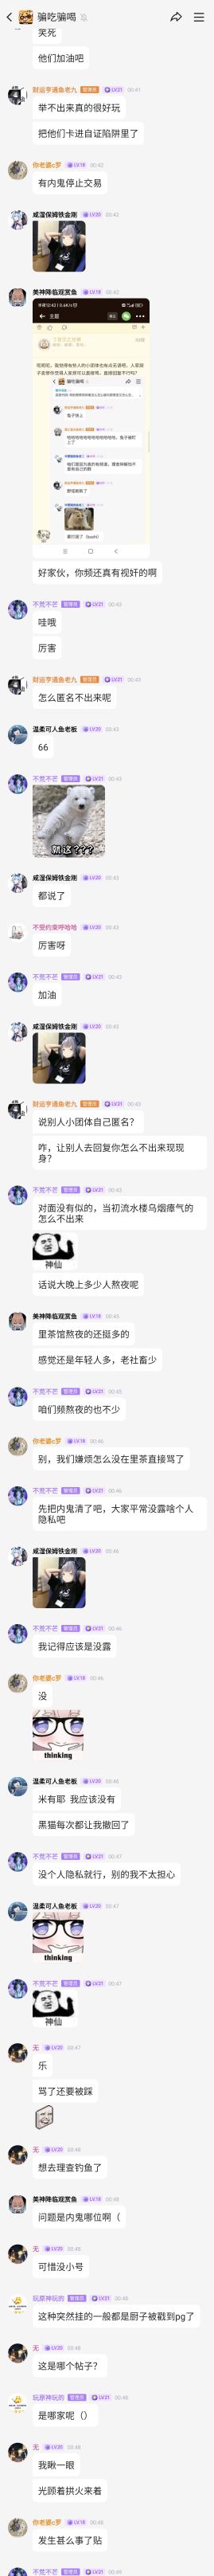 骗吃骗喝
笑死
他们加油吧
财运亨通鱼老九 管理员 LV21 00:41
举不出来真的很好玩
把他们卡进自证陷阱里了
你老婆c罗 LV18 00:42
有内鬼停止交易
咸湿保姆铁金刚 LV20 00:42
美神降临观赏鱼 LV18 00:42
主题
骗吃骗喝
好家伙，你频还真有视奸的啊
不荒不芒 管理员 LV21 00:43
哇哦
厉害
财运亨通鱼老九 管理员 LV21 00:43
怎么匿名不出来呢
温柔可人鱼老板 LV20 00:43
66
不荒不芒 管理员 LV21 00:43
咸湿保姆铁金刚 LV20 00:43
都说了
不受约束呼哈哈 LV20 00:43
厉害呀
不荒不芒 管理员 LV21 00:43
加油
咸湿保姆铁金刚 LV20 00:43
财运亨通鱼老九 管理员 LV21 00:43
说别人小团体自己匿名？
咋，让别人去回复你怎么不出来现现
身？
不荒不芒 管理员 LV21 00:43
对面没有似的，当初流水楼乌烟瘴气的
怎么不出来
神仙
话说大晚上多少人熬夜呢
美神降临观赏鱼 LV18 00:45
里茶馆熬夜的还挺多的
感觉还是年轻人多，老社畜少
不荒不芒 管理员 LV21 00:45
咱们频熬夜的也不少
你老婆c罗 LV18 00:46
别，我们嫌烦怎么没在里茶直接骂了
不荒不芒 管理员 LV21 00:46
先把内鬼清了吧，大家平常没露啥个人
隐私吧
咸湿保姆铁金刚 LV20 00:46
不荒不芒 管理员 LV21 00:46
我记得应该是没露
你老婆c罗 LV18 00:46
没
thinking
温柔可人鱼老板 LV20 00:46
米有耶 我应该没有
黑猫每次都让我撤回了
不荒不芒 管理员 LV21 00:47
没个人隐私就行，别的我不太担心
温柔可人鱼老板 LV20 00:47
thinking
不荒不芒 管理员 LV21 00:47
神仙
无 LV20 00:47
乐
骂了还要被踩
无 LV20 00:48
想去理查钓鱼了
美神降临观赏鱼 LV18 00:48
问题是内鬼哪位啊（
无 LV20 00:48
可惜没小号
玩原神玩的 管理员 LV21 00:48
这种突然挂的一般都是厨子被戳到pg了
无 LV20 00:48
这是哪个帖子？
玩原神玩的 管理员 LV21 00:48
是哪家呢（）
无 LV20 00:48
我瞅一眼
光顾着拱火来着
你老婆c罗 LV18 00:48
发生甚么事了贴
不荒不芒 管理员 LV21 00:48